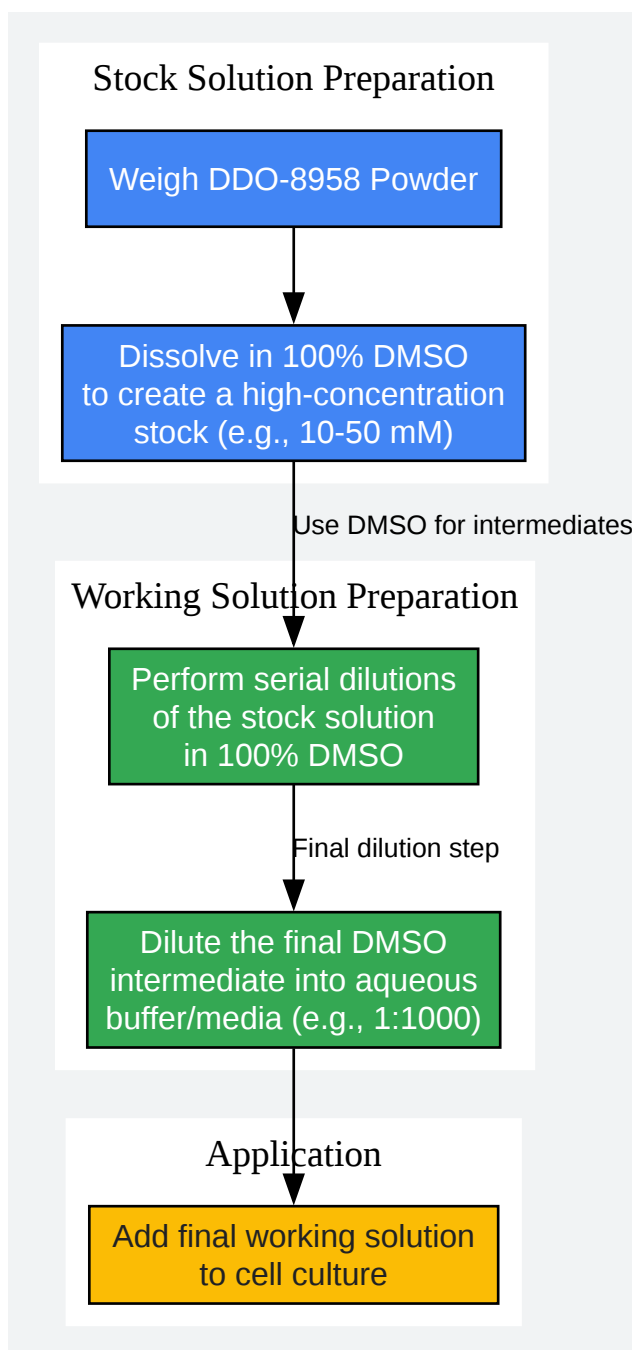 Stock Solution Preparation
Weigh DDO-8958 Powder
Dissolve in 100% DMSO
to create a high-concentration
stock (e.g., 10-50 mM)
Use DMSO for intermediates
Working Solution Preparation
Perform serial dilutions
of the stock solution
in 100% DMSO
Final dilution step
Dilute the final DMSO
intermediate into aqueous
buffer/media (e.g., 1:1000)
Application
Add final working solution
to cell culture